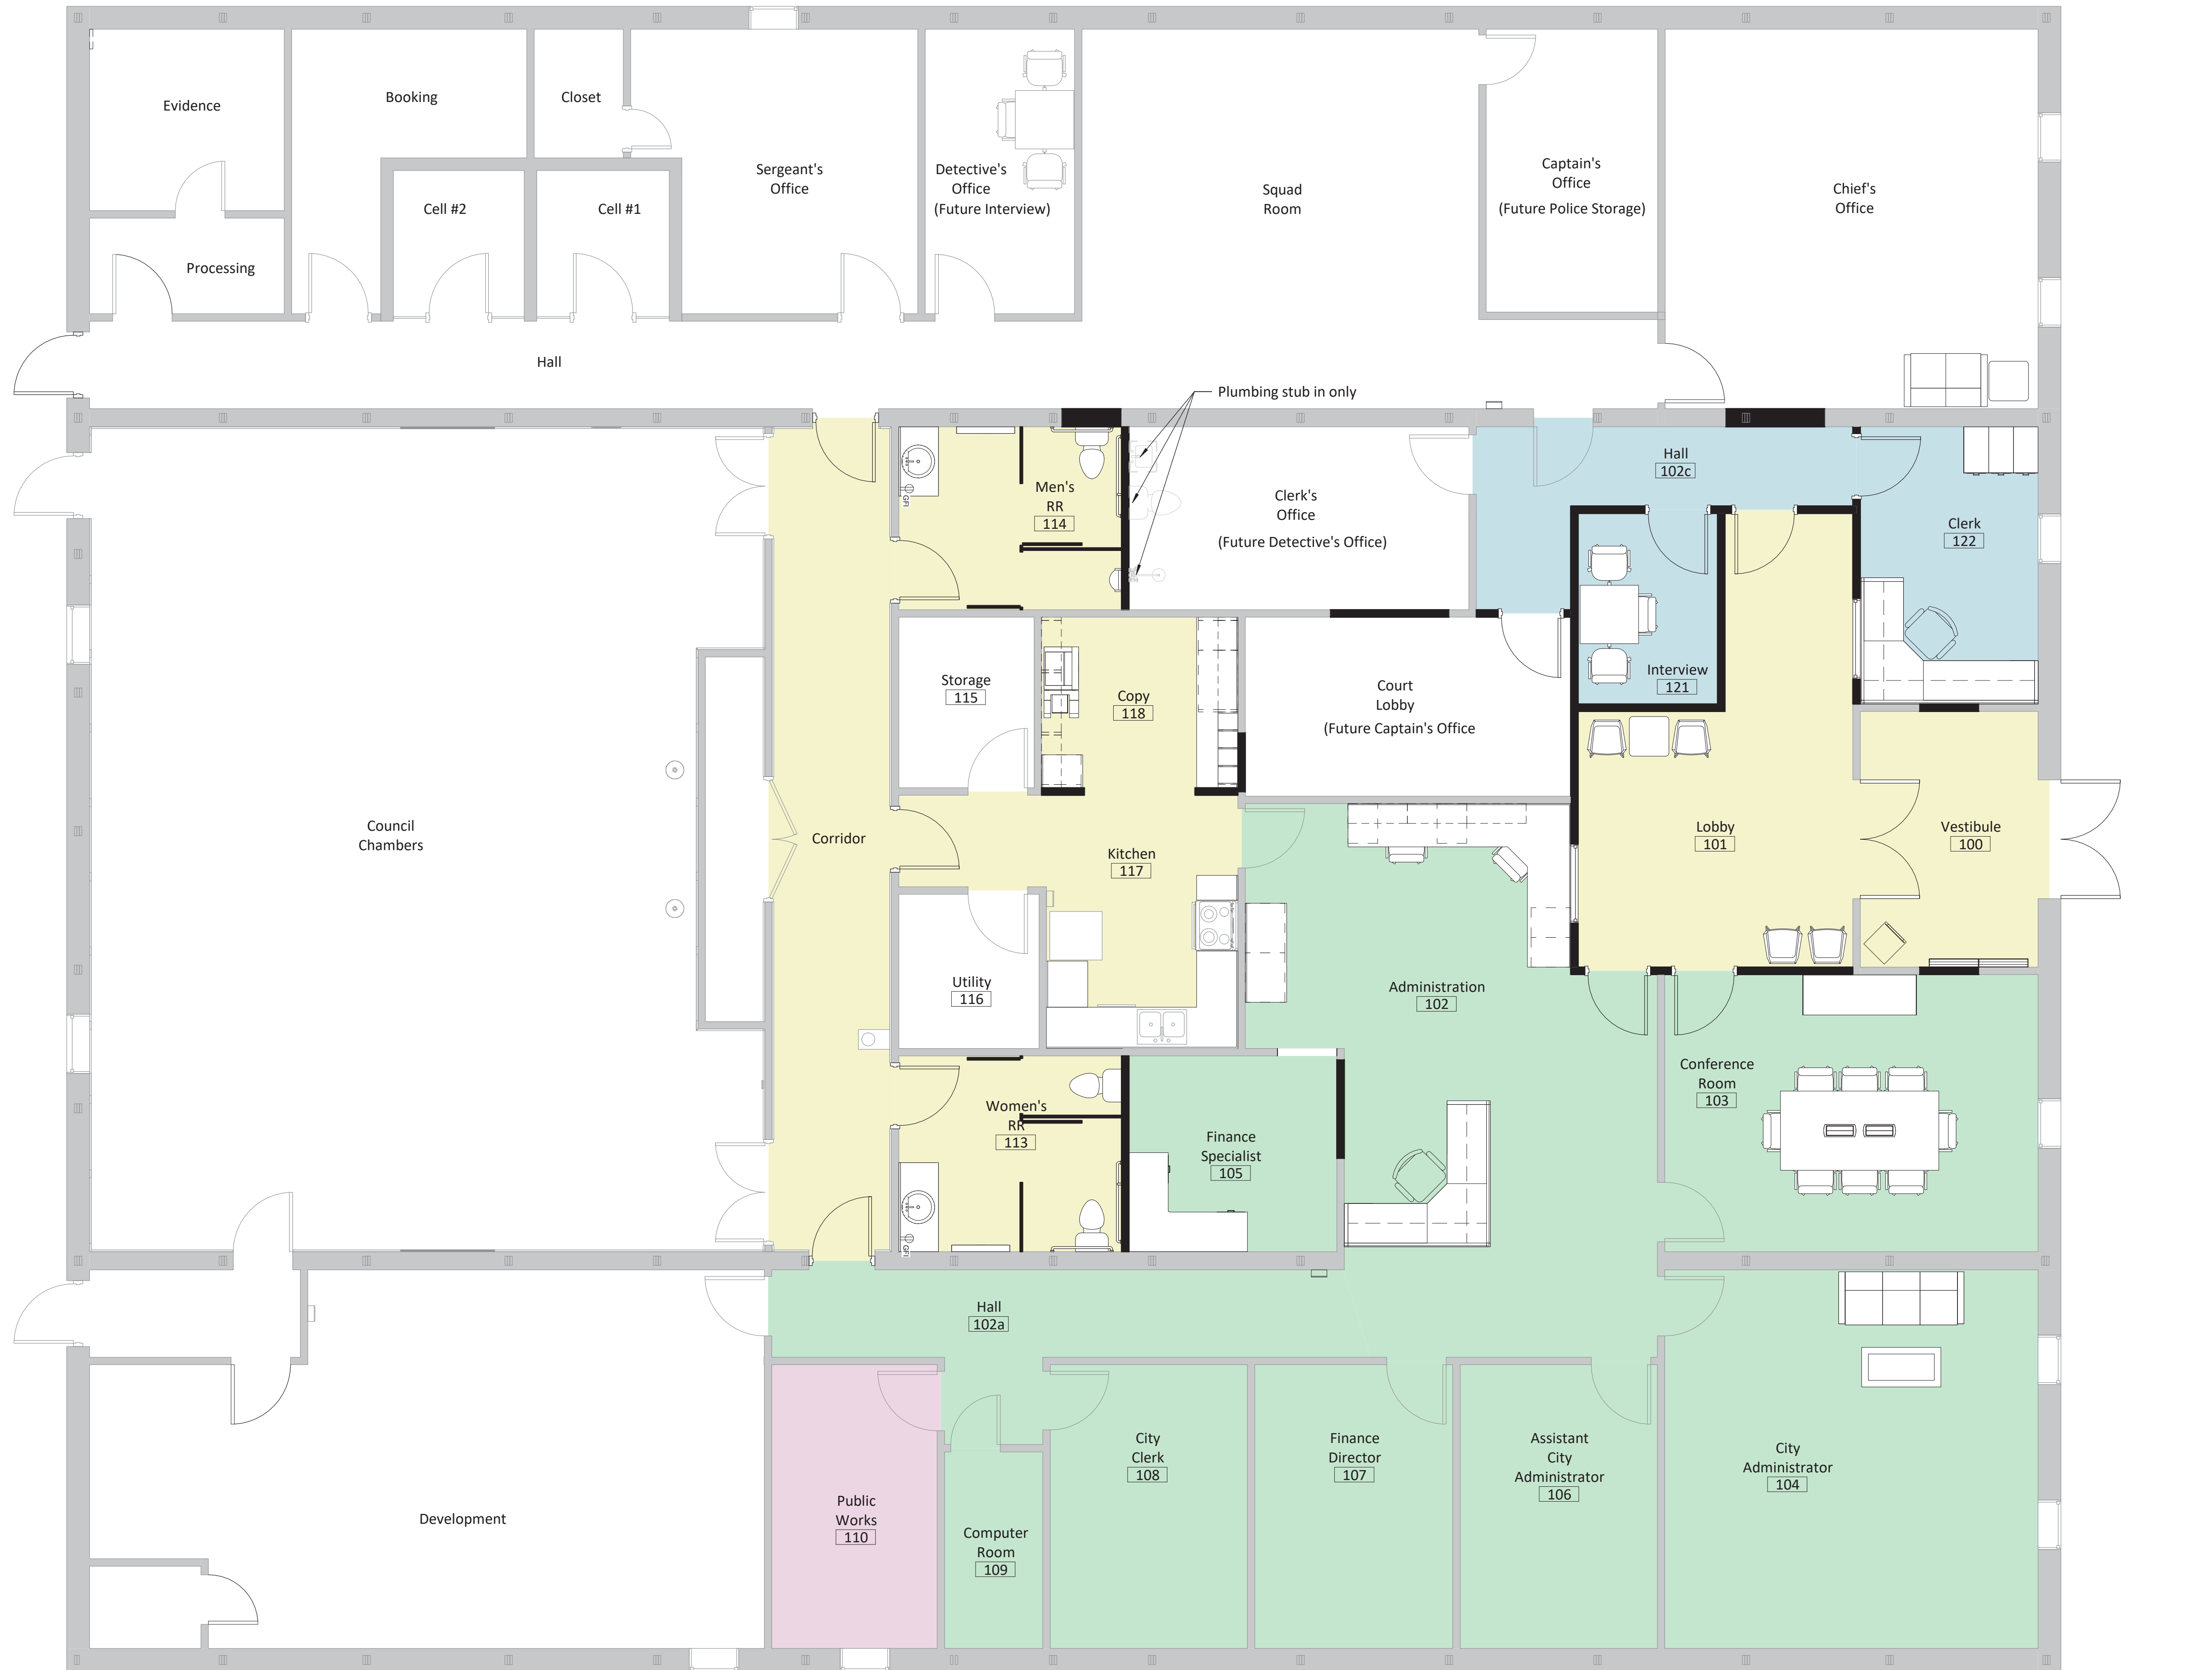 Evidence
Booking
Closet
Processing
Cell #2
Cell #1
Sergeant's
Office
Detective's
Office
(Future Interview)
Squad
Room
Captain's
Office
(Future Police Storage)
Chief's
Office
Hall
Plumbing stub in only
Men's
RR
114
GFI
Clerk's
Office
(Future Detective's Office)
Hall
102c
Clerk
122
Interview
121
Storage
115
Copy
118
Court
Lobby
(Future Captain's Office
Council
Chambers
Corridor
Kitchen
117
Lobby
101
Vestibule
100
Utility
116
Administration
102
Conference
Room
103
Women's
RR
113
GFI
Finance
Specialist
105
Hall
102a
City
Clerk
108
Finance
Director
107
Assistant
City
Administrator
106
City
Administrator
104
Development
Public
Works
110
Computer
Room
109